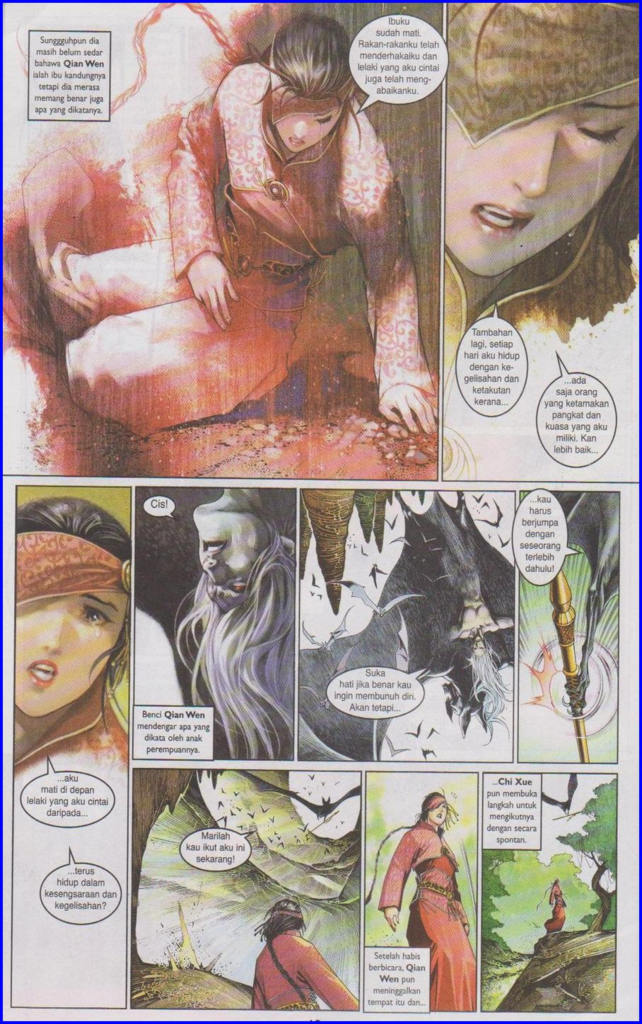 Sungguhpun dia
masih belum sedar
bahawa Qian Wen
ialah ibu kandungnya
tetapi dia merasa
memang benar juga
apa yang dikatanya.
Ibuku
sudah mati.
Rakan-rakanku telah
menderhakaiku dan
lelaki yang aku cintai
juga telah meng-
abaikanku.
Tambahan
lagi, setiap
hari aku hidup
dengan ke-
gelisahan dan
ketakutan
kerana...
...ada
saja orang
yang ketamakan
pangkat dan
kuasa yang aku
miliki. Kan
lebih baik...
...aku
mati di depan
lelaki yang aku cintai
daripada...
...terus
hidup dalam
kesengsaraan dan
kegelisahan?
Cis!
Benci Qian Wen
mendengar apa yang
dikata oleh anak
perempuannya.
Suka
hati jika benar kau
ingin membunuh diri.
Akan tetapi...
...kau
harus
berjumpa
dengan
seseorang
terlebih
dahulu!
Marilah
kau ikut aku ini
sekarang!
Setelah habis
berbicara, Qian
Wen pun
meninggalkan
tempat itu dan...
...Chi Xue
pun membuka
langkah untuk
mengikutnya
dengan secara
spontan.